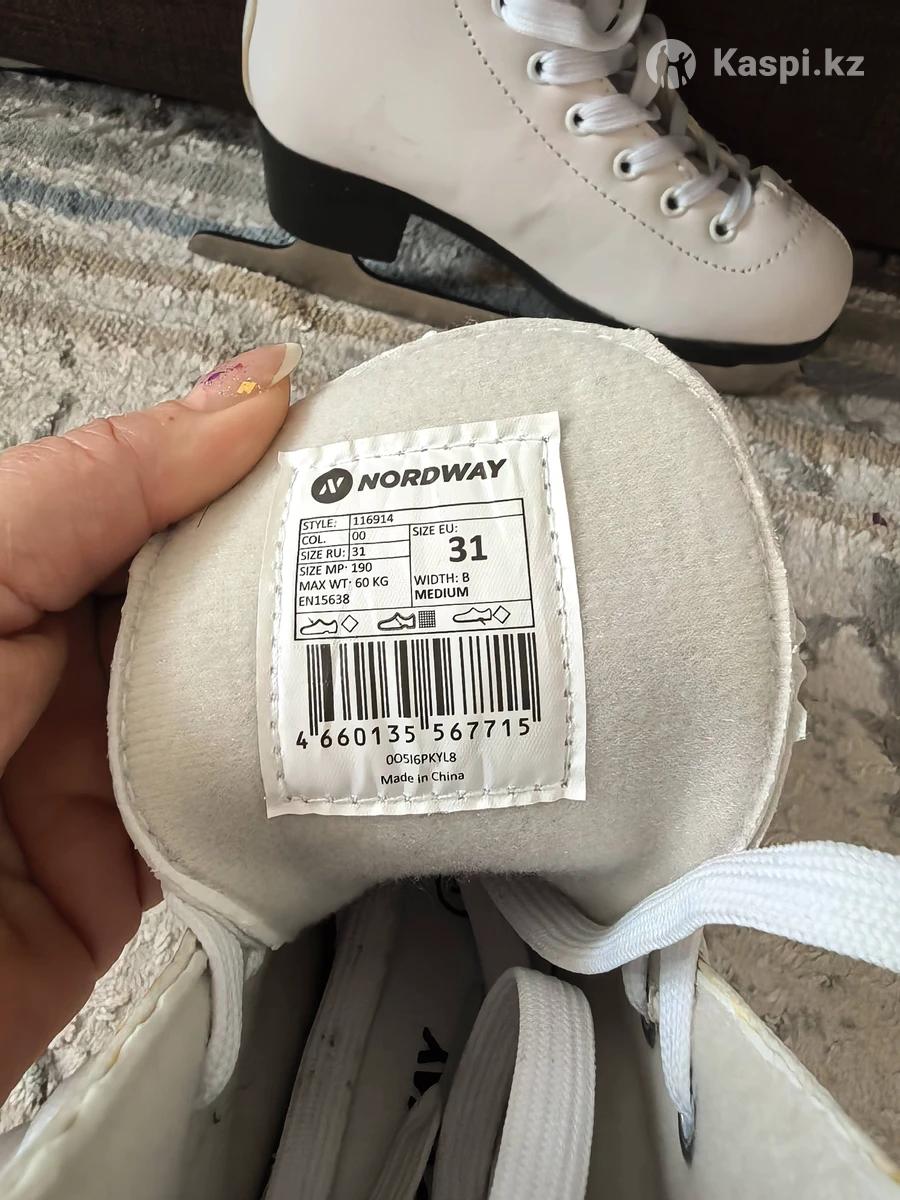 Kaspi.kz
NORDWAY
STYLE: 116914
COL. 00
SIZE RU: 31
SIZE MP: 190
MAX WT: 60 KG
EN15638
SIZE EU:
31
WIDTH: B
MEDIUM
4 660135 567715
0O5I6PKYL8
Made in China